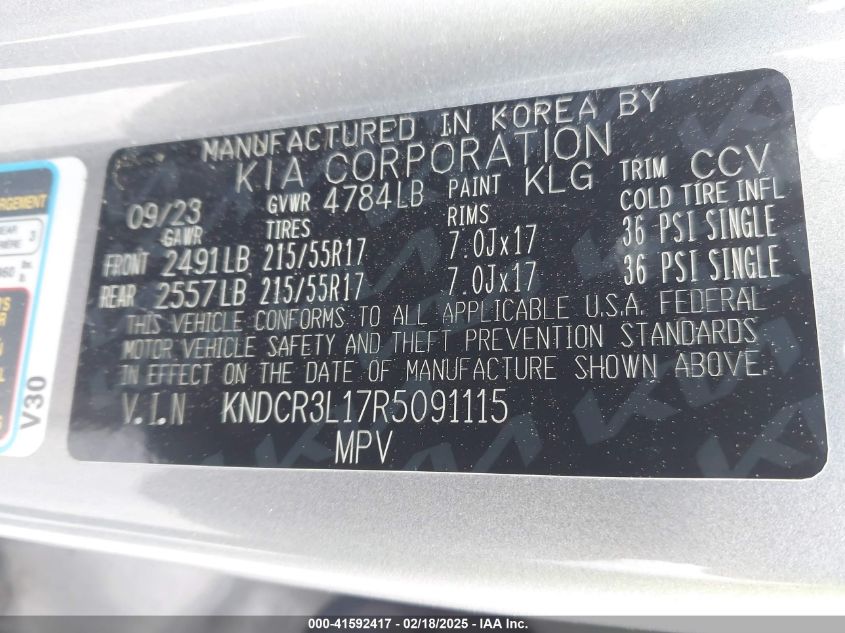 MANUFACTURED IN KOREA BY
KIA CORPORATION
09/23 GVWR 4784LB PAINT KLG TRIM CCV
GAWR TIRES RIMS COLD TIRE INFL
FRONT 2491LB 215/55R17 7.0Jx17 36 PSI SINGLE
REAR 2557LB 215/55R17 7.0Jx17 36 PSI SINGLE
THIS VEHICLE CONFORMS TO ALL APPLICABLE U.S.A. FEDERAL
MOTOR VEHICLE SAFETY AND THEFT PREVENTION STANDARDS
IN EFFECT ON THE DATE OF MANUFACTURE SHOWN ABOVE.
V.I.N KNDCR3L17R5091115
MPV
V30
000-41592417 - 02/18/2025 - IAA Inc.